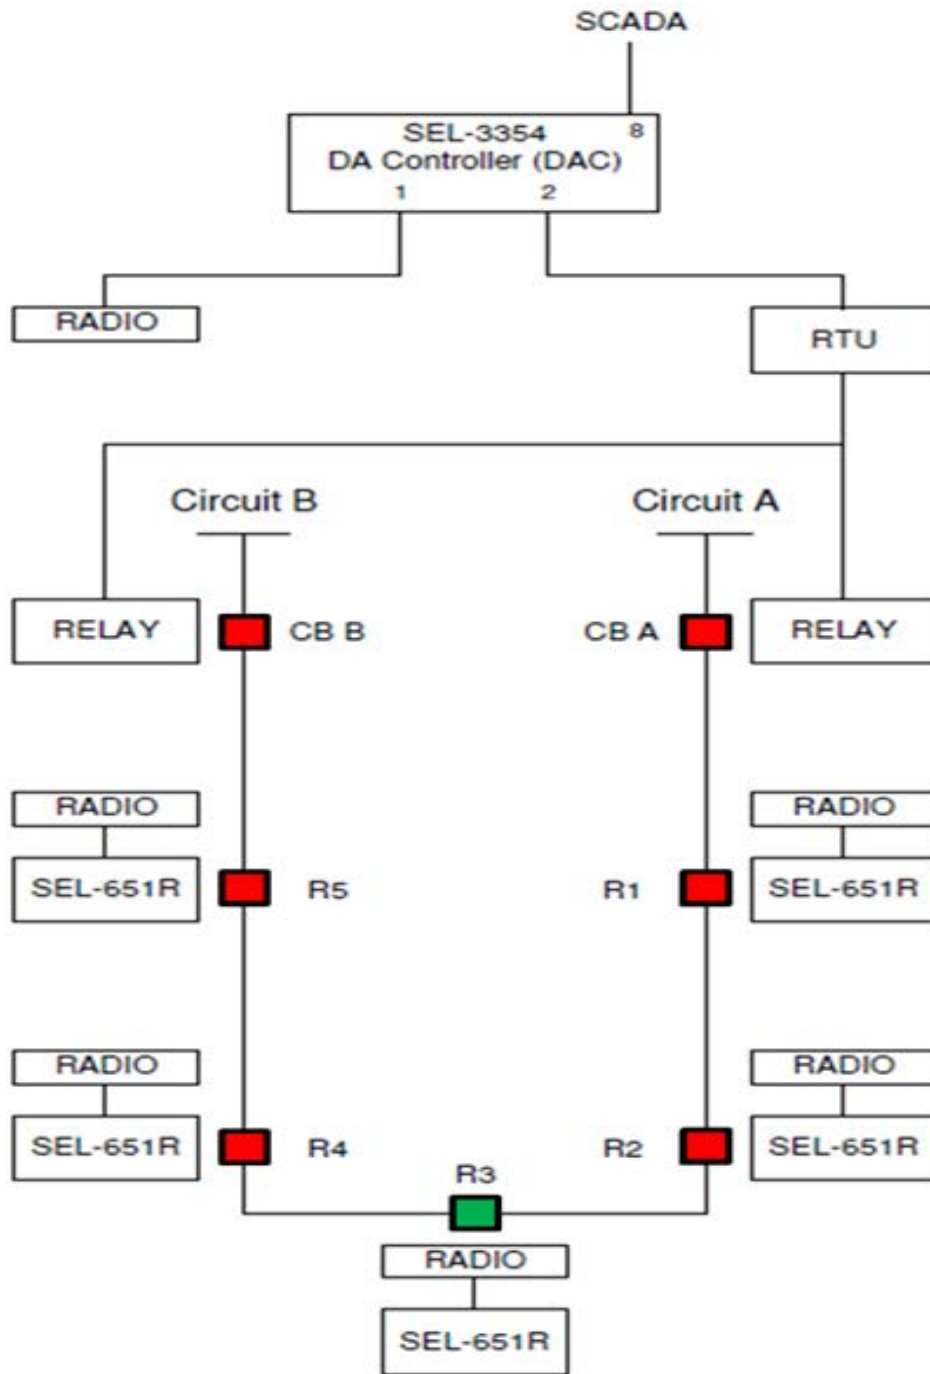 SCADA
SEL-3354
8
DA Controller (DAC)
1
2
RADIO
RTU
Circuit B
Circuit A
RELAY
CB B
CB A
RELAY
RADIO
RADIO
SEL-651R
R5
R1
SEL-651R
RADIO
RADIO
SEL-651R
R4
R2
SEL-651R
R3
RADIO
SEL-651R